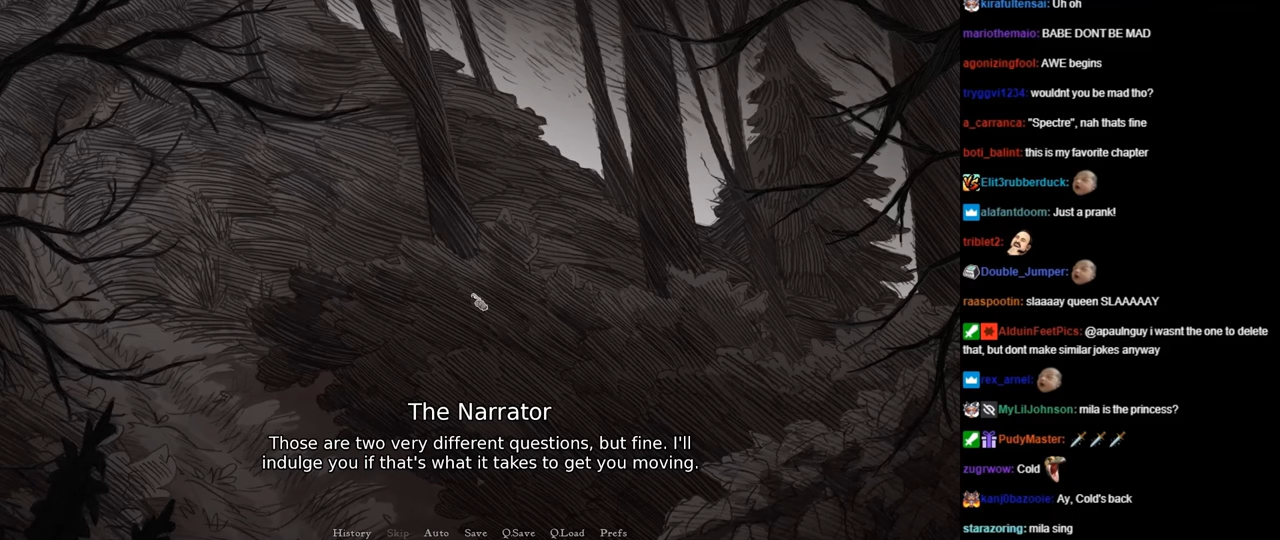 The Narrator
Those are two very different questions, but fine. I'll
indulge you if that's what it takes to get you moving.
History Skip Auto Save Q.Save Q.Load Prefs
kirafultensai: Uh oh
mariothemaio: BABE DONT BE MAD
agonizingfool: AWE begins
tryggvi1234: wouldnt you be mad tho?
a_carranca: "Spectre", nah thats fine
boti_balint: this is my favorite chapter
Elit3rubberduck:
alafantdoom: Just a prank!
triblet2:
Double_Jumper:
raaspootin: slaaaay queen SLAAAAAY
AlduinFeetPics: @apaulnguy i wasnt the one to delete
that, but dont make similar jokes anyway
rex_arnel:
MyLilJohnson: mila is the princess?
PudyMaster:
zugrwow: Cold
kanj0bazooie: Ay, Cold's back
starazoring: mila sing